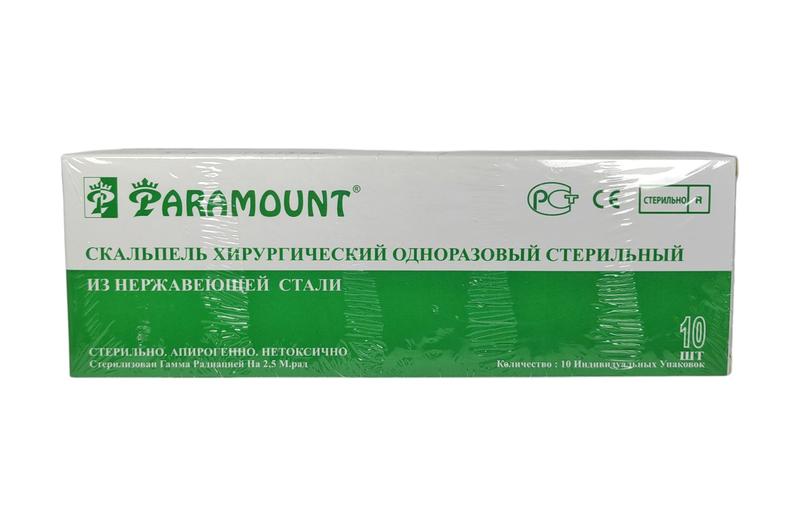 PARAMOUNT®
РСТ CE СТЕРИЛЬНО R
СКАЛЬПЕЛЬ ХИРУРГИЧЕСКИЙ ОДНОРАЗОВЫЙ СТЕРИЛЬНЫЙ
ИЗ НЕРЖАВЕЮЩЕЙ СТАЛИ
10
ШТ
СТЕРИЛЬНО. АПИРОГЕННО. НЕТОКСИЧНО
Стерилизован Гамма Радиацией На 2,5 М.рад
Количество : 10 Индивидуальных Упаковок